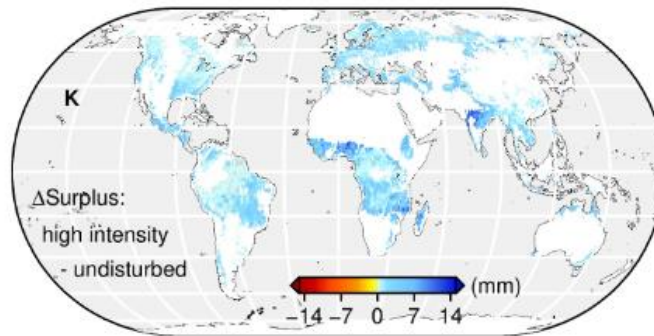 K
ΔSurplus:
high intensity
- undisturbed
(mm)
−14 −7 0 7 14